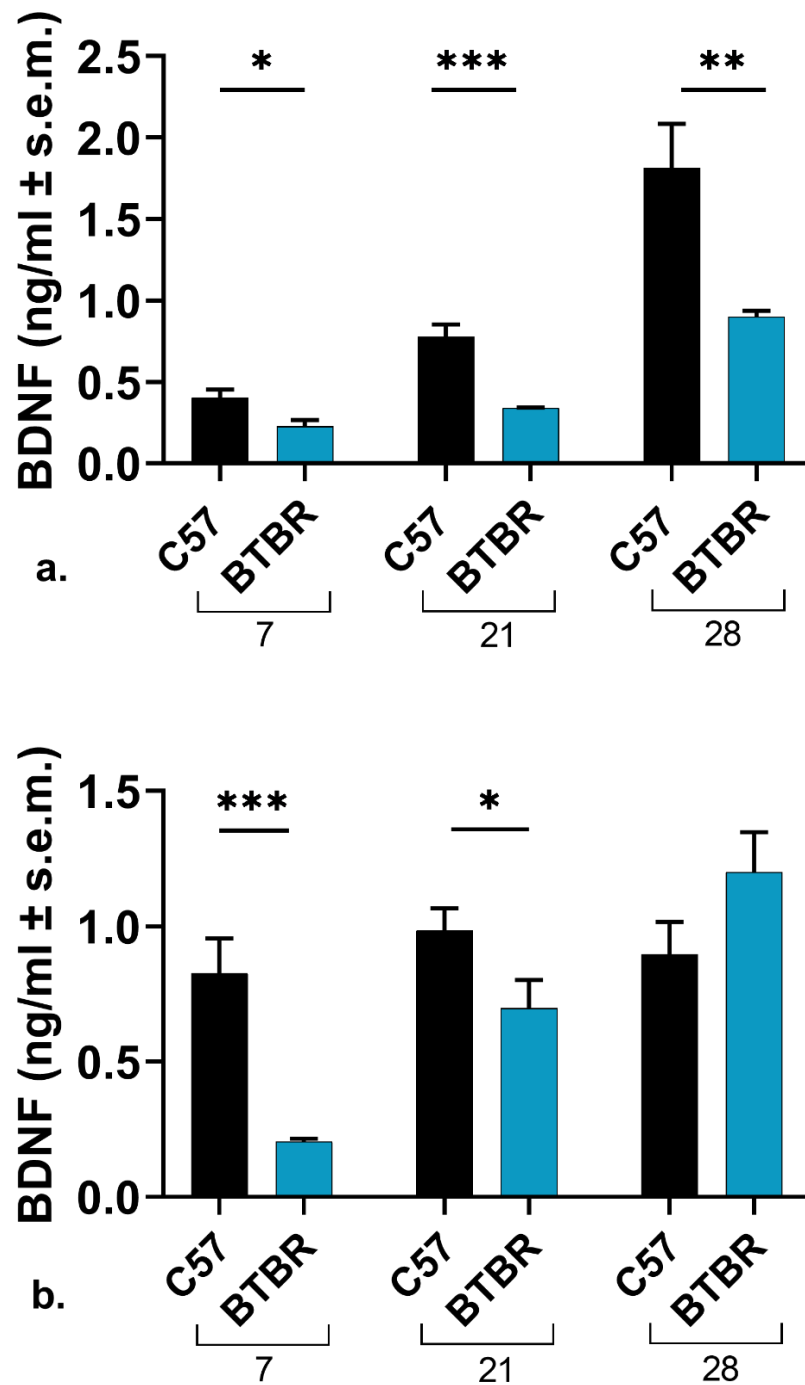 BDNF (ng/ml ± s.e.m.)
2.5
2.0
1.5
1.0
0.5
0.0
* *** **
C57 BTBR C57 BTBR C57 BTBR
a.
7 21 28
BDNF (ng/ml ± s.e.m.)
1.5
1.0
0.5
0.0
*** *
C57 BTBR C57 BTBR C57 BTBR
b.
7 21 28